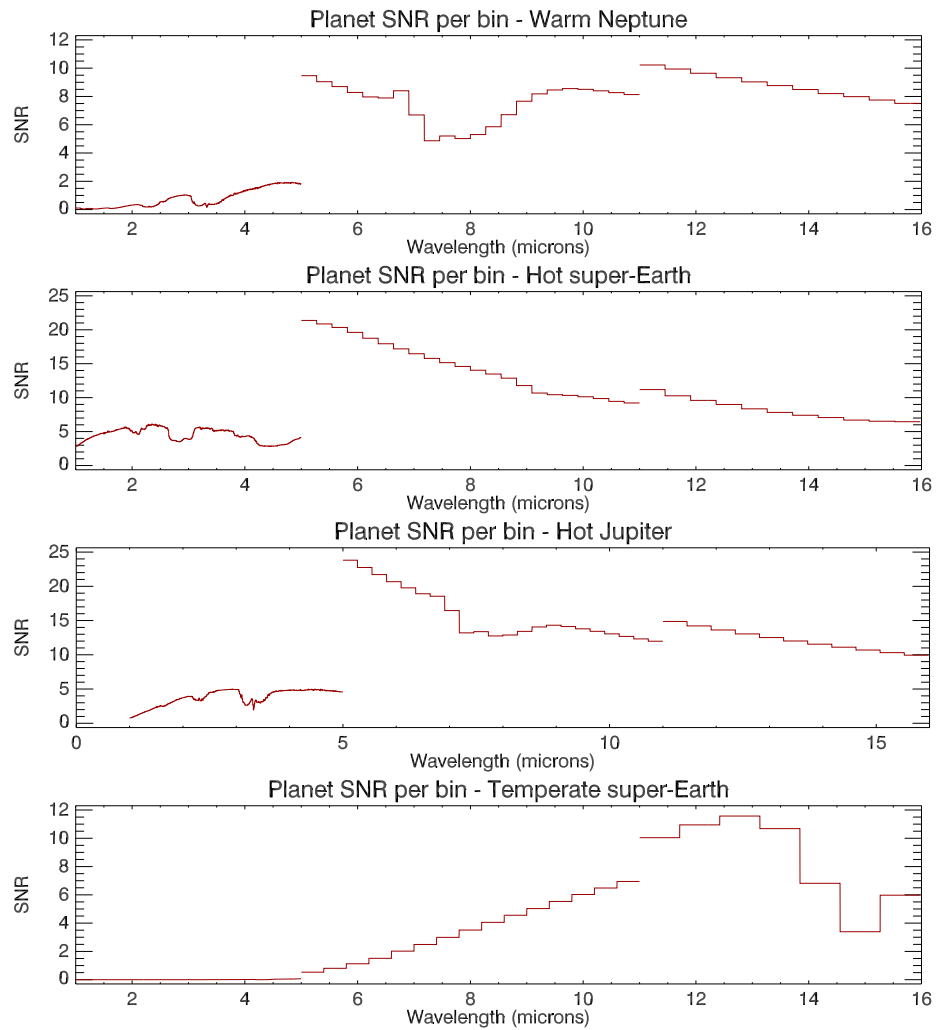 Planet SNR per bin - Warm Neptune
12
10
8
6
4
2
0
SNR
2 4 6 8 10 12 14 16
Wavelength (microns)
Planet SNR per bin - Hot super-Earth
25
20
15
10
5
0
SNR
2 4 6 8 10 12 14 16
Wavelength (microns)
Planet SNR per bin - Hot Jupiter
25
20
15
10
5
0
SNR
0 5 10 15
Wavelength (microns)
Planet SNR per bin - Temperate super-Earth
12
10
8
6
4
2
0
SNR
2 4 6 8 10 12 14 16
Wavelength (microns)